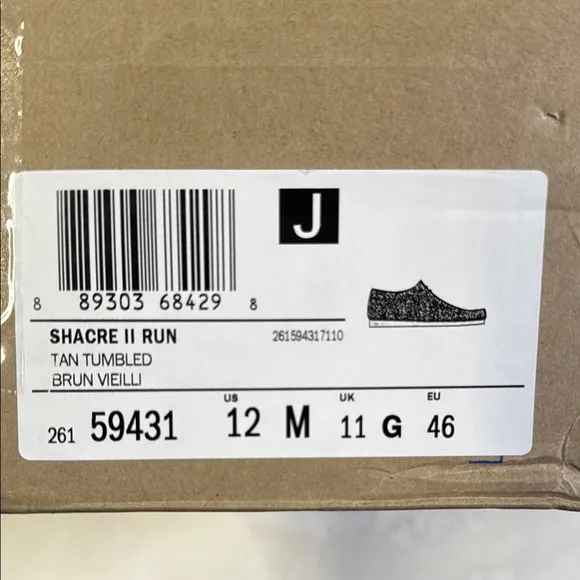 J
8 89303 68429 8
SHACRE II RUN 261594317110
TAN TUMBLED
BRUN VIEILLI
US UK EU
261 59431 12 M 11 G 46